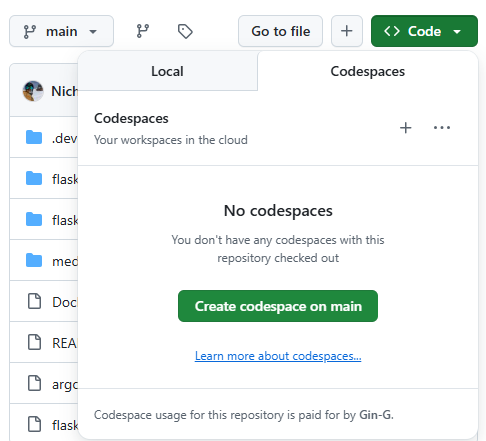 main
Go to file
Code
Local
Codespaces
Nich
Codespaces
Your workspaces in the cloud
.dev
flask
flask
med
No codespaces
You don't have any codespaces with this
repository checked out
Doc
Create codespace on main
REA
Learn more about codespaces...
argo
flask
Codespace usage for this repository is paid for by Gin-G.